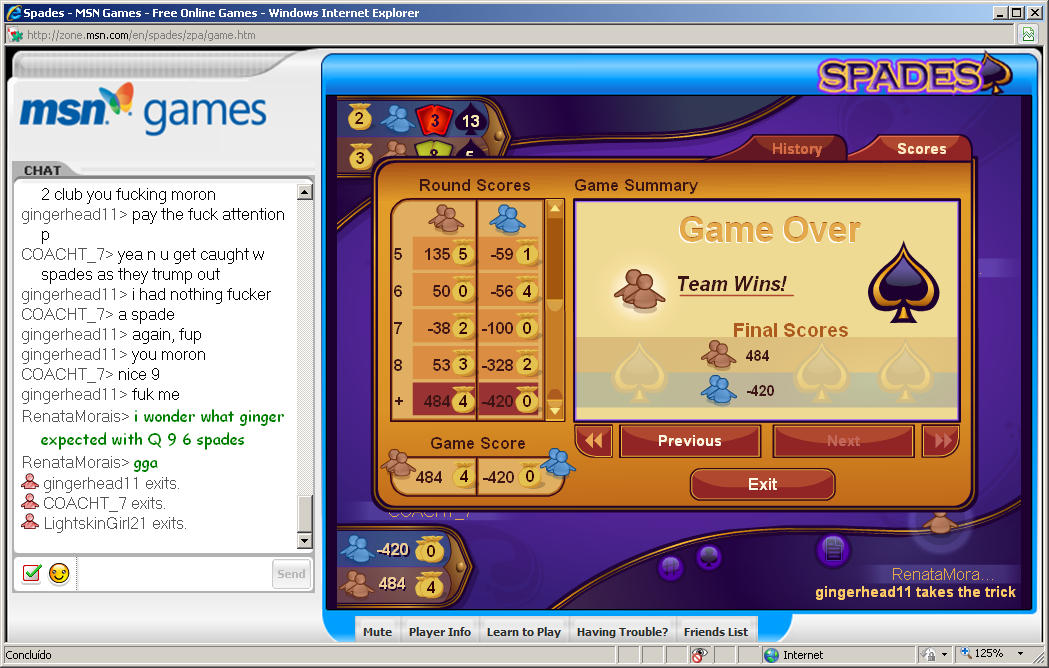 Spades - MSN Games - Free Online Games - Windows Internet Explorer
http://zone.msn.com/en/spades/zpa/game.htm
msn games
CHAT
2 club you fucking moron
gingerhead11> pay the fuck attention
p
COACHT_7> yea n u get caught w
spades as they trump out
gingerhead11> i had nothing fucker
COACHT_7> a spade
gingerhead11> again, fup
gingerhead11> you moron
COACHT_7> nice 9
gingerhead11> fuk me
RenataMorais> i wonder what ginger
expected with Q 9 6 spades
RenataMorais> gga
gingerhead11 exits.
COACHT_7 exits.
LightskinGirl21 exits.
Send
SPADES
2 3 13
3
History Scores
Round Scores
5 135 5 -59 1
6 50 0 -56 4
7 -38 2 -100 0
8 53 3 -328 2
+ 484 4 -420 0
Game Score
484 4 -420 0
Game Summary
Game Over
Team Wins!
Final Scores
484
-420
Previous Next
Exit
COACHT_7
-420 0
484 4
RenataMora...
gingerhead11 takes the trick
Mute Player Info Learn to Play Having Trouble? Friends List
Concluído Internet 125%